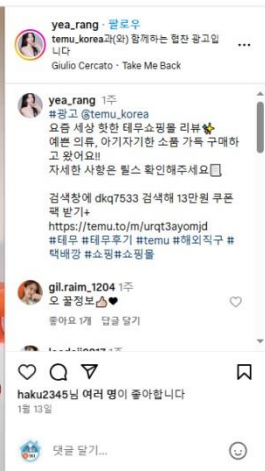 yea_rang · 팔로우
temu_korea과(와) 함께하는 협찬 광고입
니다
Giulio Cercato · Take Me Back
yea_rang 1주
#광고 @temu_korea
요즘 세상 핫한 테무쇼핑몰 리뷰
예쁜 의류, 아기자기한 소품 가득 구매하
고 왔어요!!
자세한 사항은 릴스 확인해주세요
검색창에 dkq7533 검색해 13만원 쿠폰
팩 받기+
https://temu.to/m/urqt3ayomjd
#테무 #테무후기 #temu #해외직구 #
택배깡 #쇼핑#쇼핑몰
gil.raim_1204 1주
오 꿀정보👍🏻🖤
좋아요 1개 답글 달기
haku2345님 여러 명이 좋아합니다
1월 13일
댓글 달기...